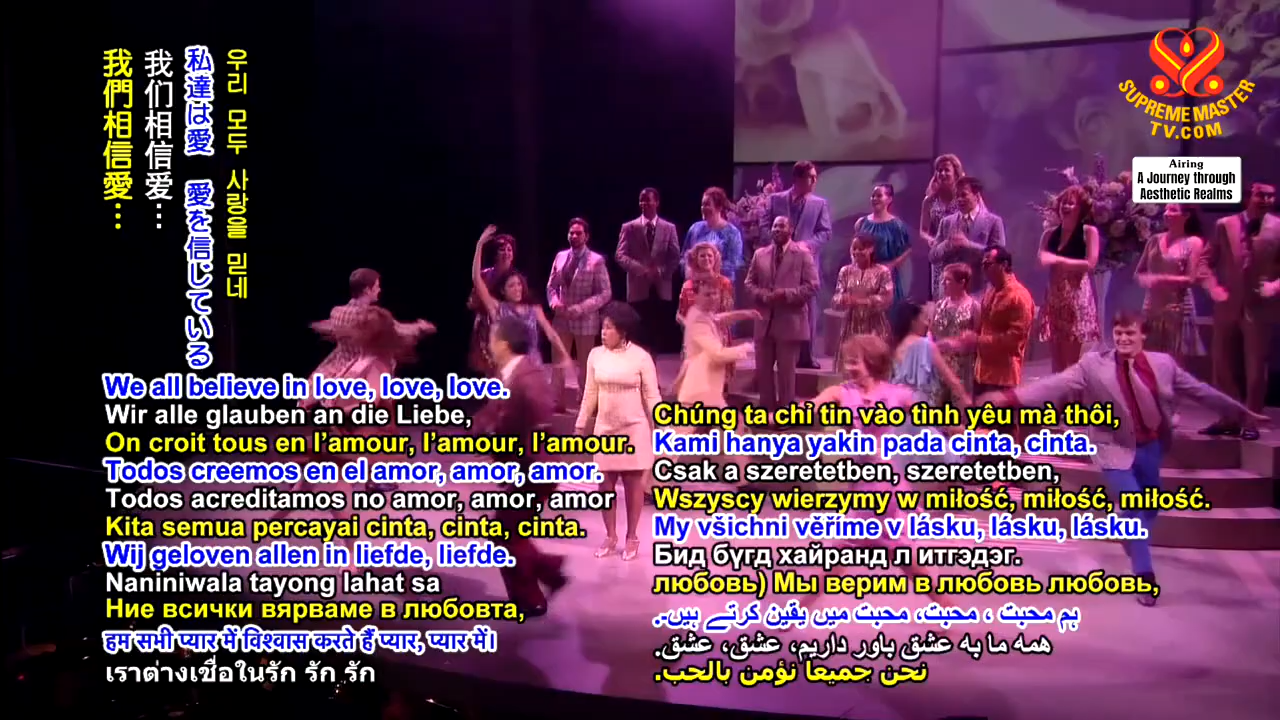 我們相信愛…
我们相信爱…
私達は愛　愛を信じている
우리 모두 사랑을 믿네
SUPREME MASTER
TV.COM
Airing
A Journey through
Aesthetic Realms
We all believe in love, love, love.
Wir alle glauben an die Liebe,
On croit tous en l’amour, l’amour, l’amour.
Todos creemos en el amor, amor, amor.
Todos acreditamos no amor, amor, amor
Kita semua percayai cinta, cinta, cinta.
Wij geloven allen in liefde, liefde.
Naniniwala tayong lahat sa
Ние всички вярваме в любовта,
हम सभी प्यार में विश्वास करते हैं प्यार, प्यार में।
เราต่างเชื่อในรัก รัก รัก
Chúng ta chỉ tin vào tình yêu mà thôi,
Kami hanya yakin pada cinta, cinta.
Csak a szeretetben, szeretetben,
Wszyscy wierzymy w miłość, miłość, miłość.
My všichni věříme v lásku, lásku, lásku.
Бид бүгд хайранд л итгэдэг.
любовь) Мы верим в любовь любовь,
ہم محبت ، محبت، محبت میں یقین کرتے ہیں۔.
همه ما به عشق باور داریم، عشق، عشق.
نحن جميعا نؤمن بالحب.